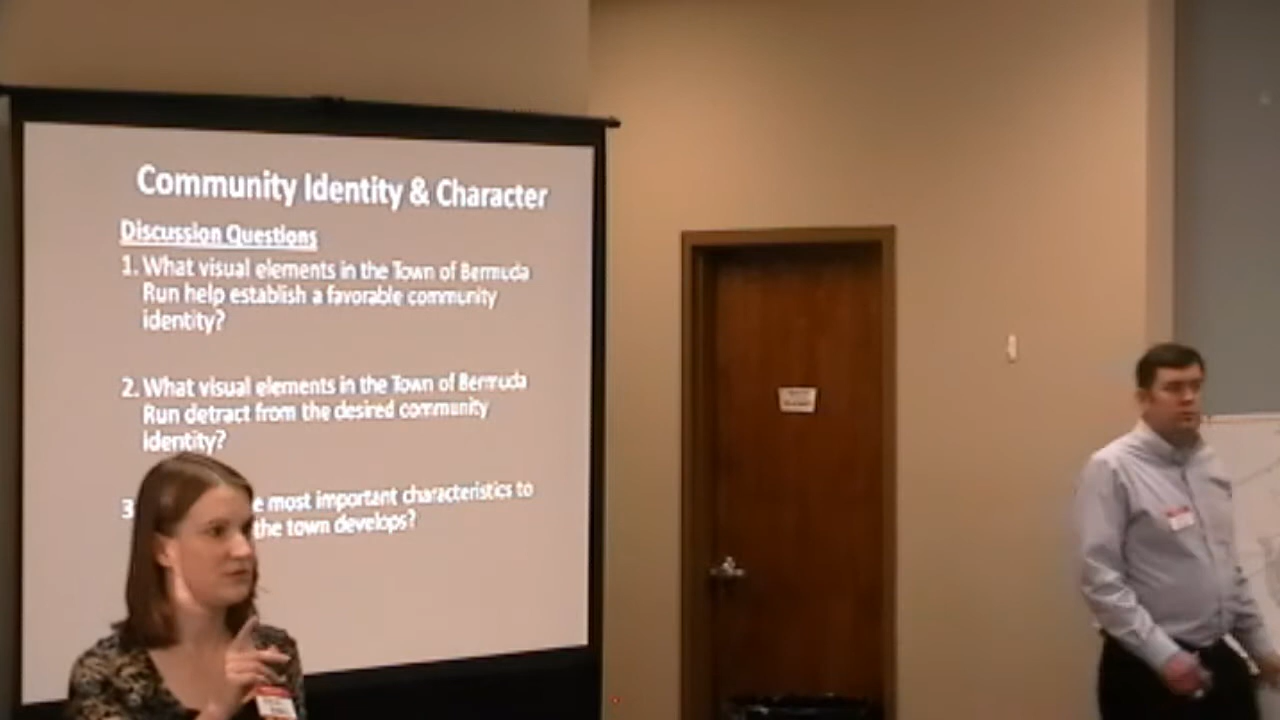 Community Identity & Character
Discussion Questions
1. What visual elements in the Town of Bermuda
Run help establish a favorable community
identity?
2. What visual elements in the Town of Bermuda
Run detract from the desired community
identity?
3 most important characteristics to
the town develops?